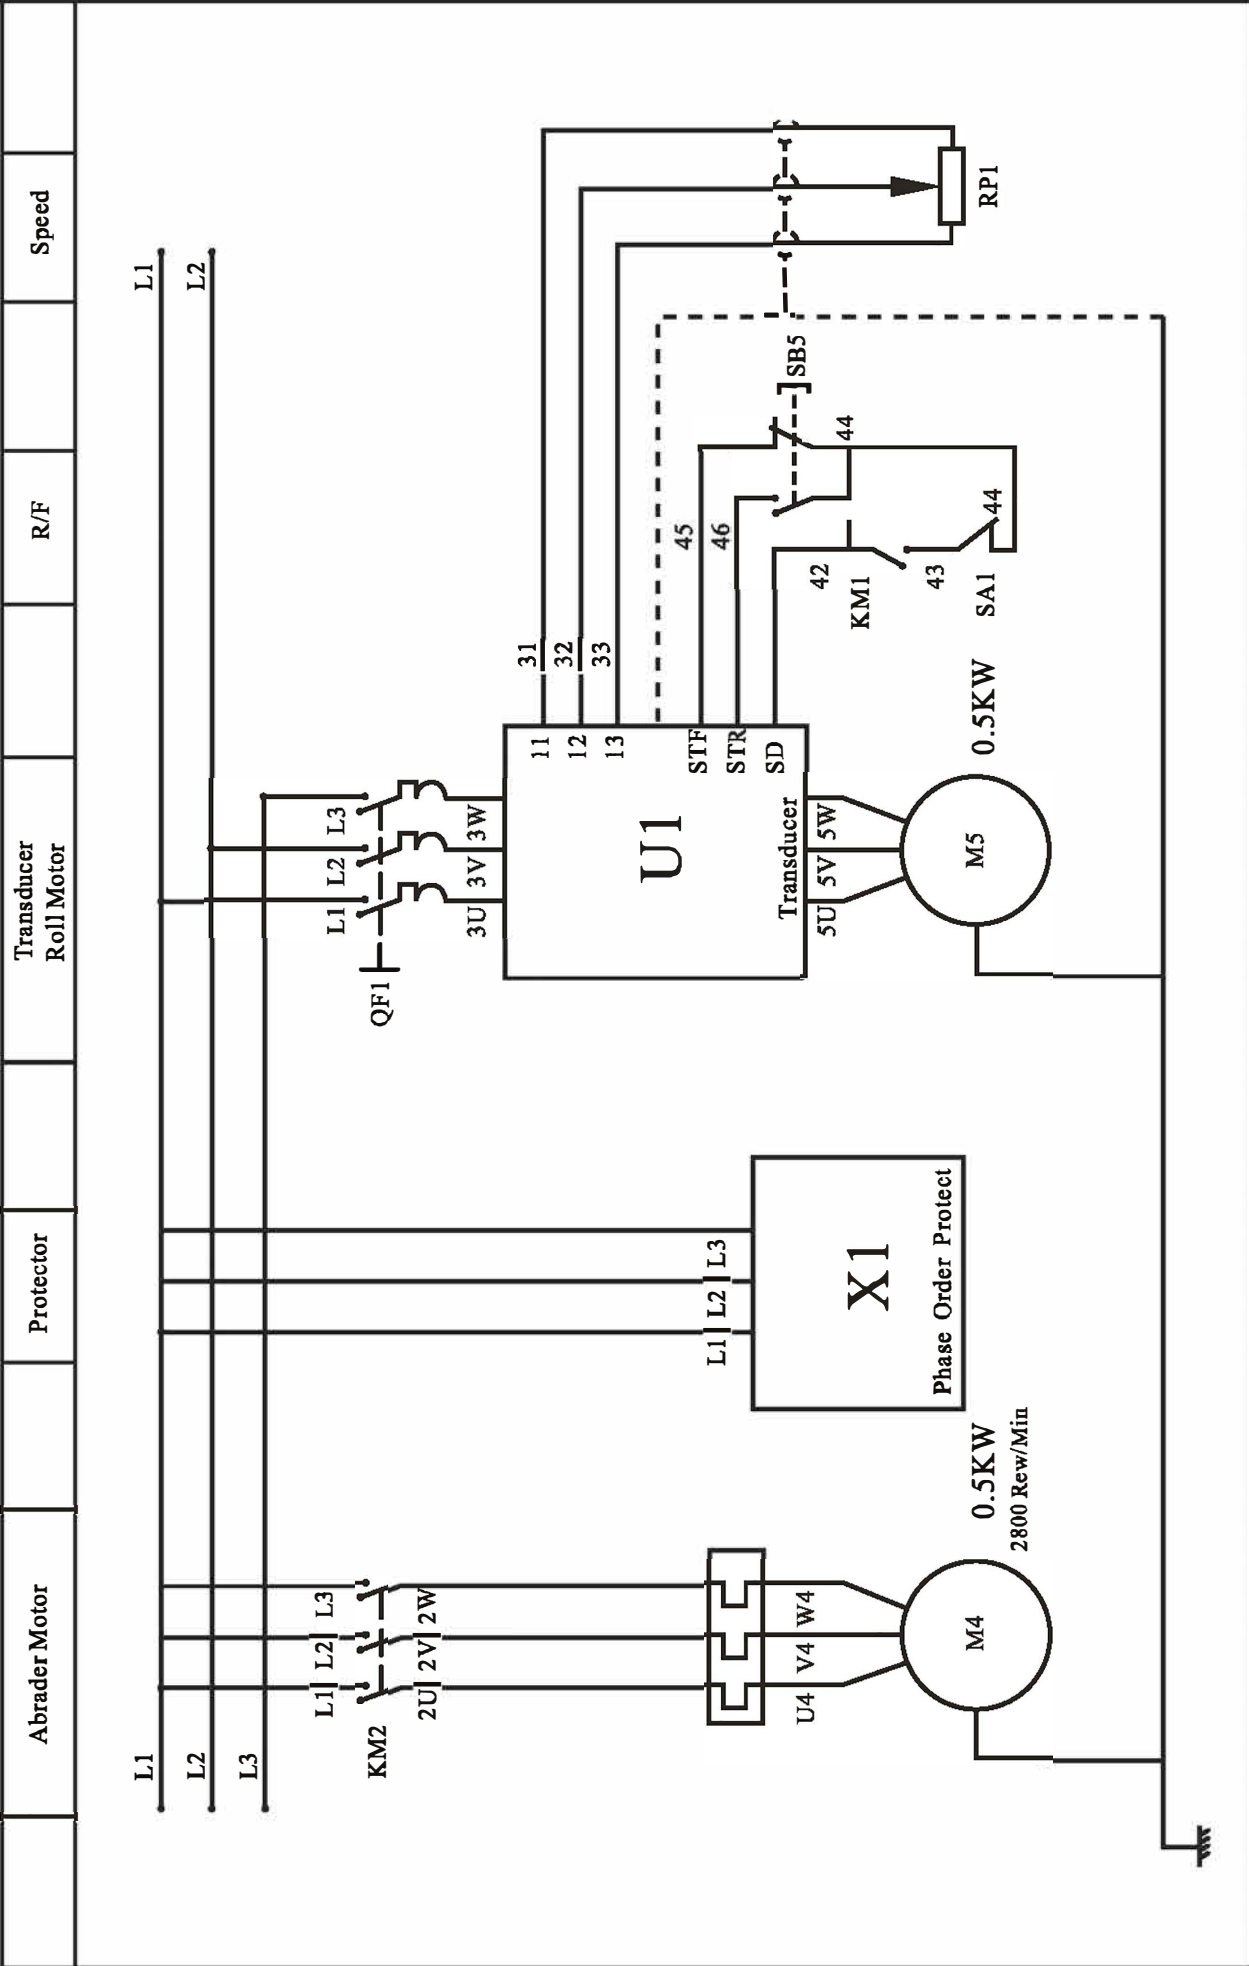 Abrader Motor
Protector
Transducer
Roll Motor
R/F
Speed
L1
L2
L3
L1
L2
L1
L2
L3
KM2
2U
2V
2W
U4
V4
W4
M4
0.5KW
2800 Rew/Min
L1
L2
L3
X1
Phase Order Protect
L1
L2
L3
QF1
3U
3V
3W
U1
Transducer
11
12
13
STF
STR
SD
5U
5V
5W
M5
0.5KW
31
32
33
45
46
42
KM1
43
SA1
44
44
SB5
RP1